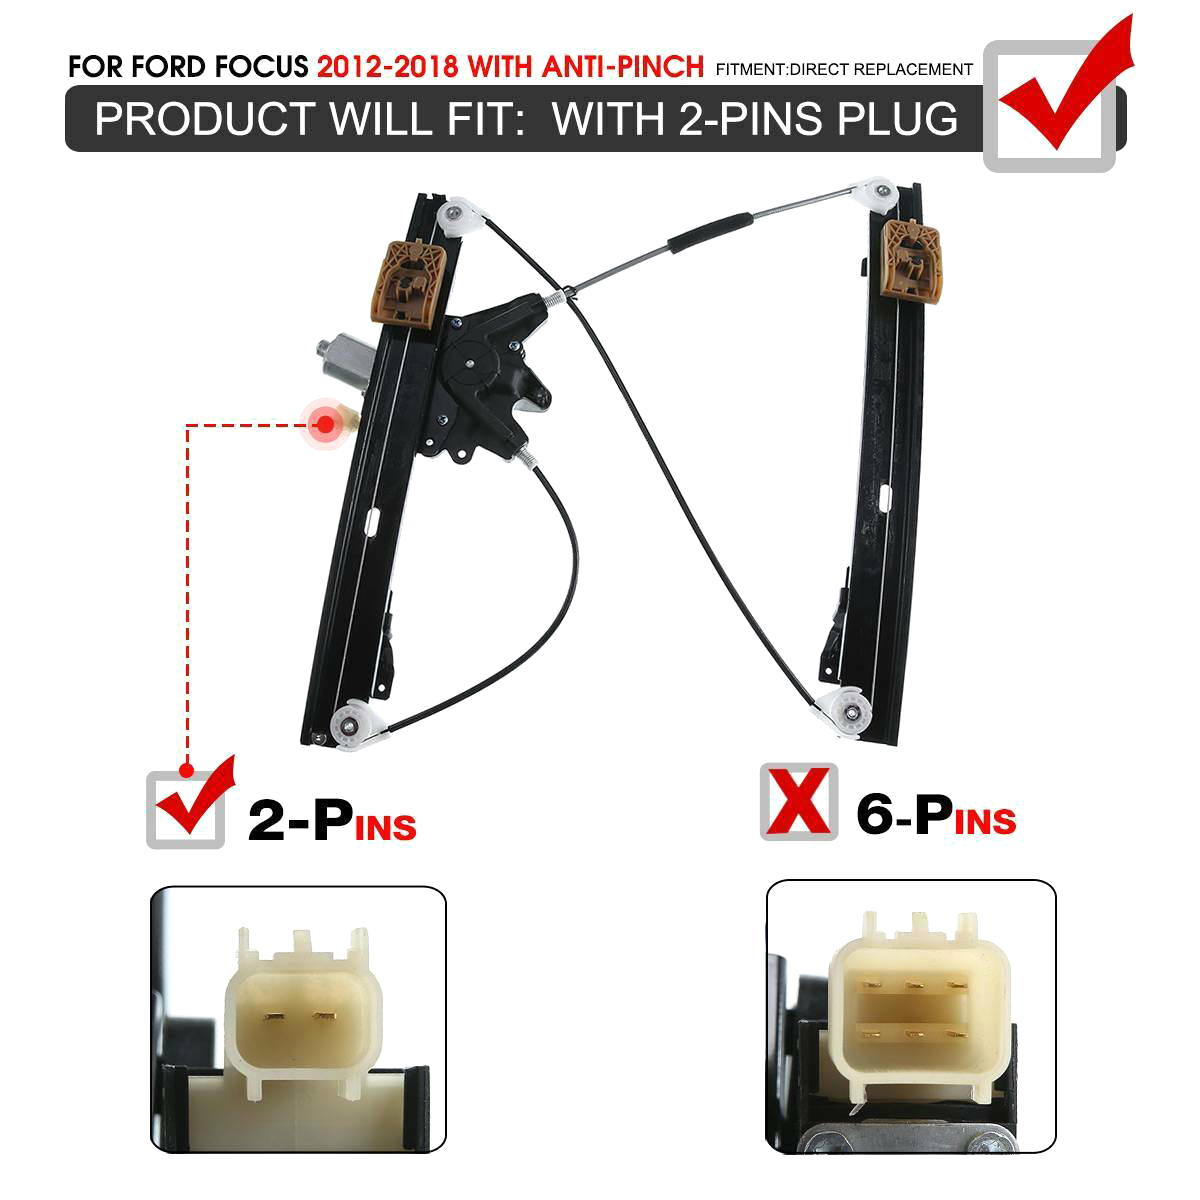 FOR FORD FOCUS 2012-2018 WITH ANTI-PINCH FITMENT:DIRECT REPLACEMENT
PRODUCT WILL FIT: WITH 2-PINS PLUG
2-PINS
X 6-PINS